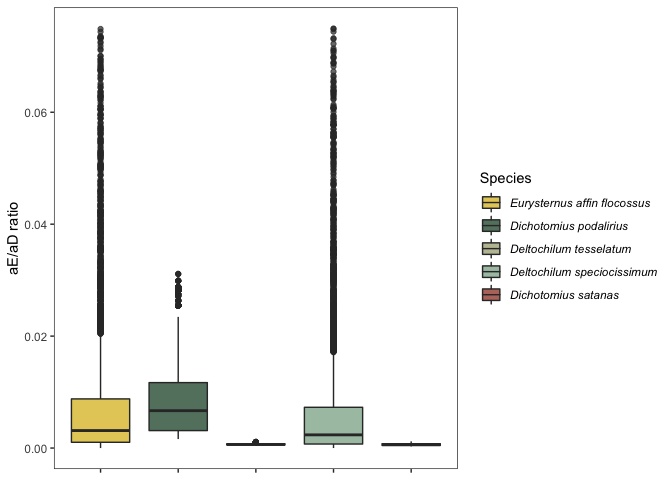 0.06
0.04
0.02
0.00
aE/aD ratio
Species
Eurysternus affin flocossus
Dichotomius podalirius
Deltochilum tesselatum
Deltochilum speciocissimum
Dichotomius satanas